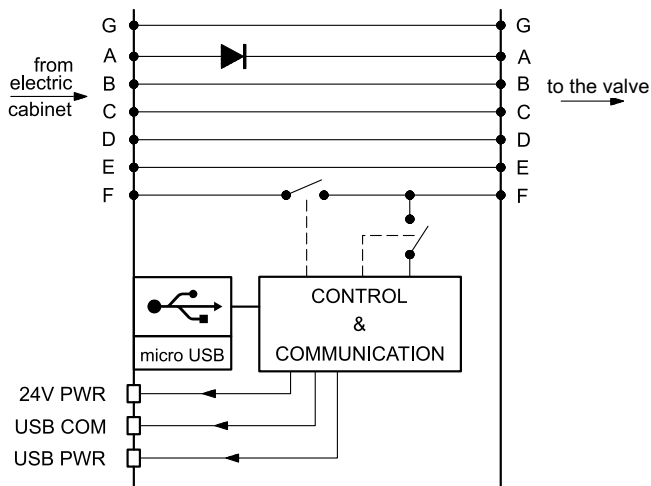 G
G
A
A
from
electric
cabinet
B
B
to the valve
C
C
D
D
E
E
F
F
CONTROL
&
COMMUNICATION
micro USB
24V PWR
USB COM
USB PWR